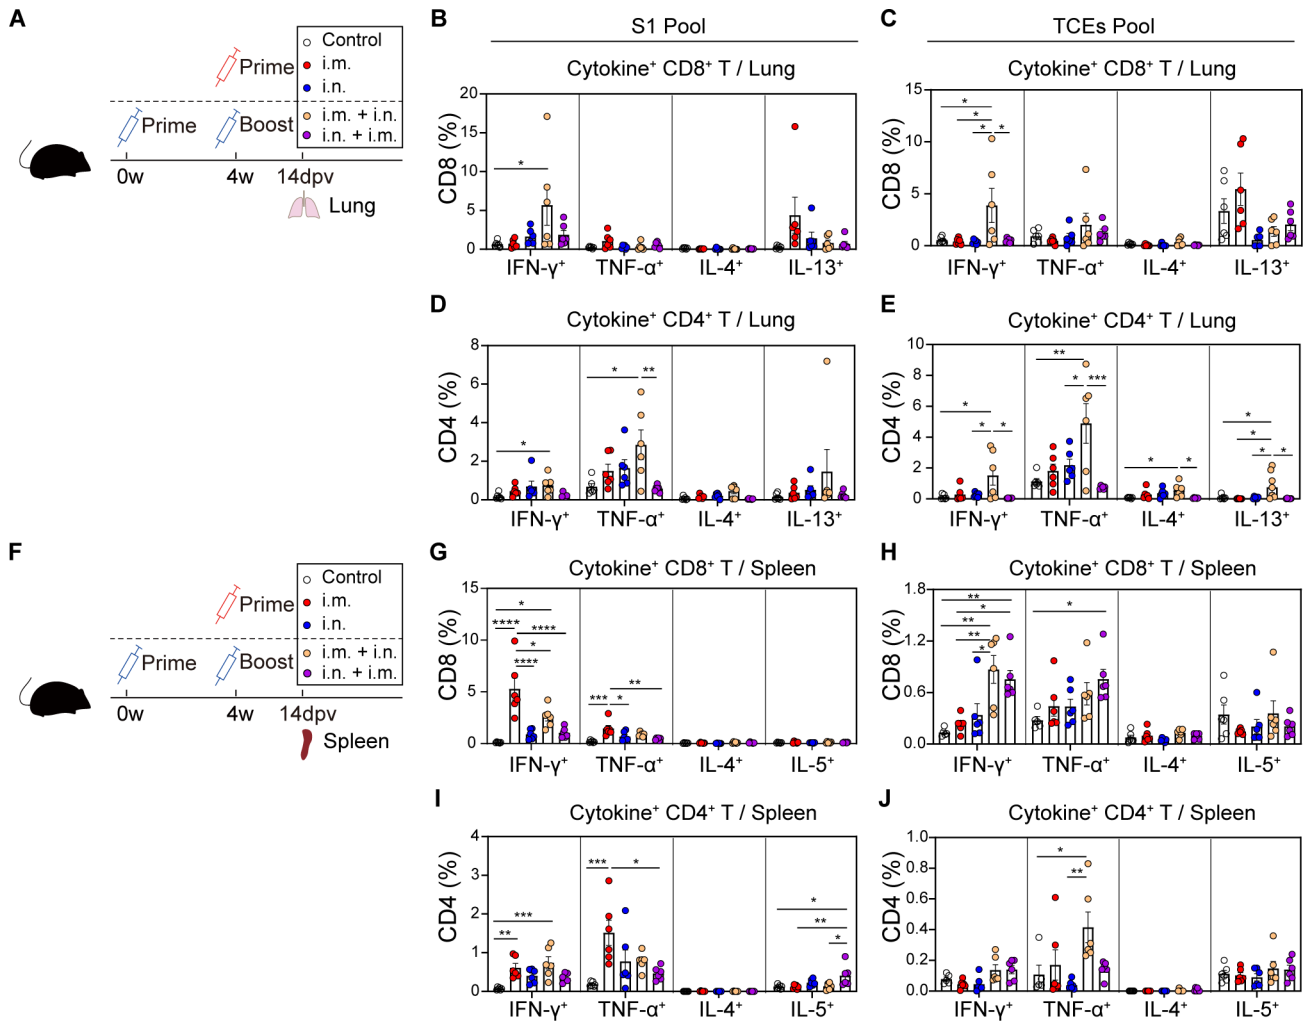 A
Control
i.m.
i.n.
i.m. + i.n.
i.n. + i.m.
Prime
Prime
Boost
0w
4w
14dpv
Lung
B
S1 Pool
Cytokine⁺ CD8⁺ T / Lung
CD8 (%)
20
15
10
5
0
*
IFN-γ⁺
TNF-α⁺
IL-4⁺
IL-13⁺
C
TCEs Pool
Cytokine⁺ CD8⁺ T / Lung
CD8 (%)
15
10
5
0
*
*
* *
IFN-γ⁺
TNF-α⁺
IL-4⁺
IL-13⁺
D
Cytokine⁺ CD4⁺ T / Lung
CD4 (%)
8
6
4
2
0
*
* **
IFN-γ⁺
TNF-α⁺
IL-4⁺
IL-13⁺
E
Cytokine⁺ CD4⁺ T / Lung
CD4 (%)
10
8
6
4
2
0
*
* *
**
* ***
* *
*
*
* *
IFN-γ⁺
TNF-α⁺
IL-4⁺
IL-13⁺
F
Control
i.m.
i.n.
i.m. + i.n.
i.n. + i.m.
Prime
Prime
Boost
0w
4w
14dpv
Spleen
G
Cytokine⁺ CD8⁺ T / Spleen
CD8 (%)
15
10
5
0
*
**** ****
*
****
**
*** *
IFN-γ⁺
TNF-α⁺
IL-4⁺
IL-5⁺
H
Cytokine⁺ CD8⁺ T / Spleen
CD8 (%)
1.8
1.2
0.6
0.0
**
*
**
**
*
*
IFN-γ⁺
TNF-α⁺
IL-4⁺
IL-5⁺
I
Cytokine⁺ CD4⁺ T / Spleen
CD4 (%)
4
3
2
1
0
***
**
*** *
*
**
*
IFN-γ⁺
TNF-α⁺
IL-4⁺
IL-5⁺
J
Cytokine⁺ CD4⁺ T / Spleen
CD4 (%)
1.0
0.8
0.6
0.4
0.2
0.0
*
**
IFN-γ⁺
TNF-α⁺
IL-4⁺
IL-5⁺